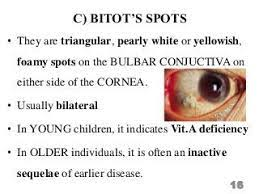 C) BITOT'S SPOTS
• They are triangular, pearly white or yellowish,
foamy spots on the BULBAR CONJUCTIVA on
either side of the CORNEA.
• Usually bilateral
• In YOUNG children, it indicates Vit.A deficiency
• In OLDER individuals, it is often an inactive
sequelae of earlier disease.
16